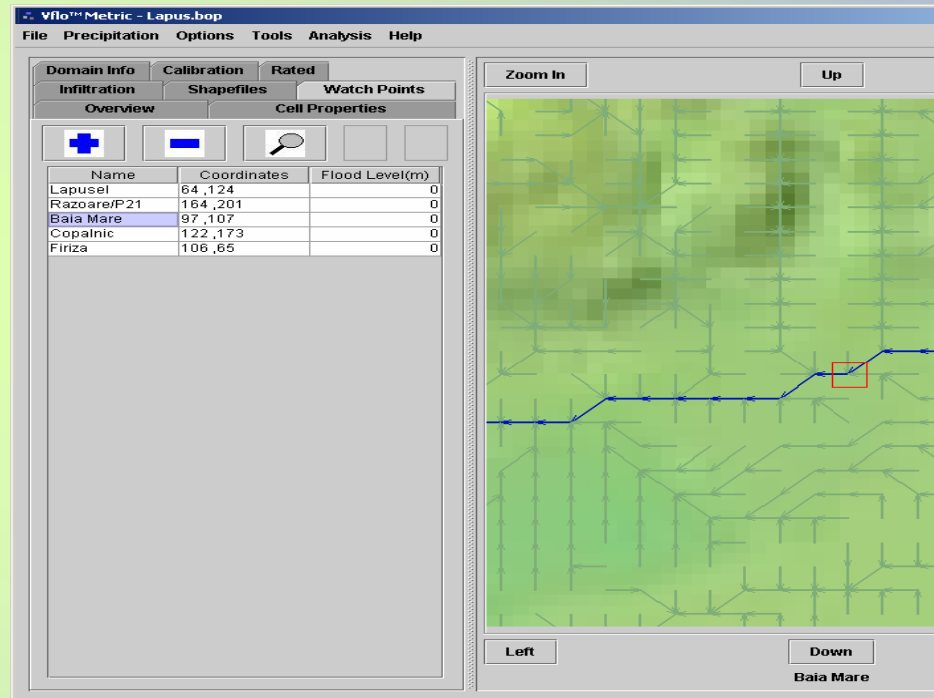 Vflo™ Metric - Lapus.bop
File Precipitation Options Tools Analysis Help
Domain Info Calibration Rated
Infiltration Shapefiles Watch Points
Overview Cell Properties
Name Coordinates Flood Level(m)
Lapusel 64 ,124 0
Razoare/P21 164 ,201 0
Baia Mare 97 ,107 0
Copalnic 122 ,173 0
Firiza 106 ,65 0
Zoom In Up
Left Down
Baia Mare